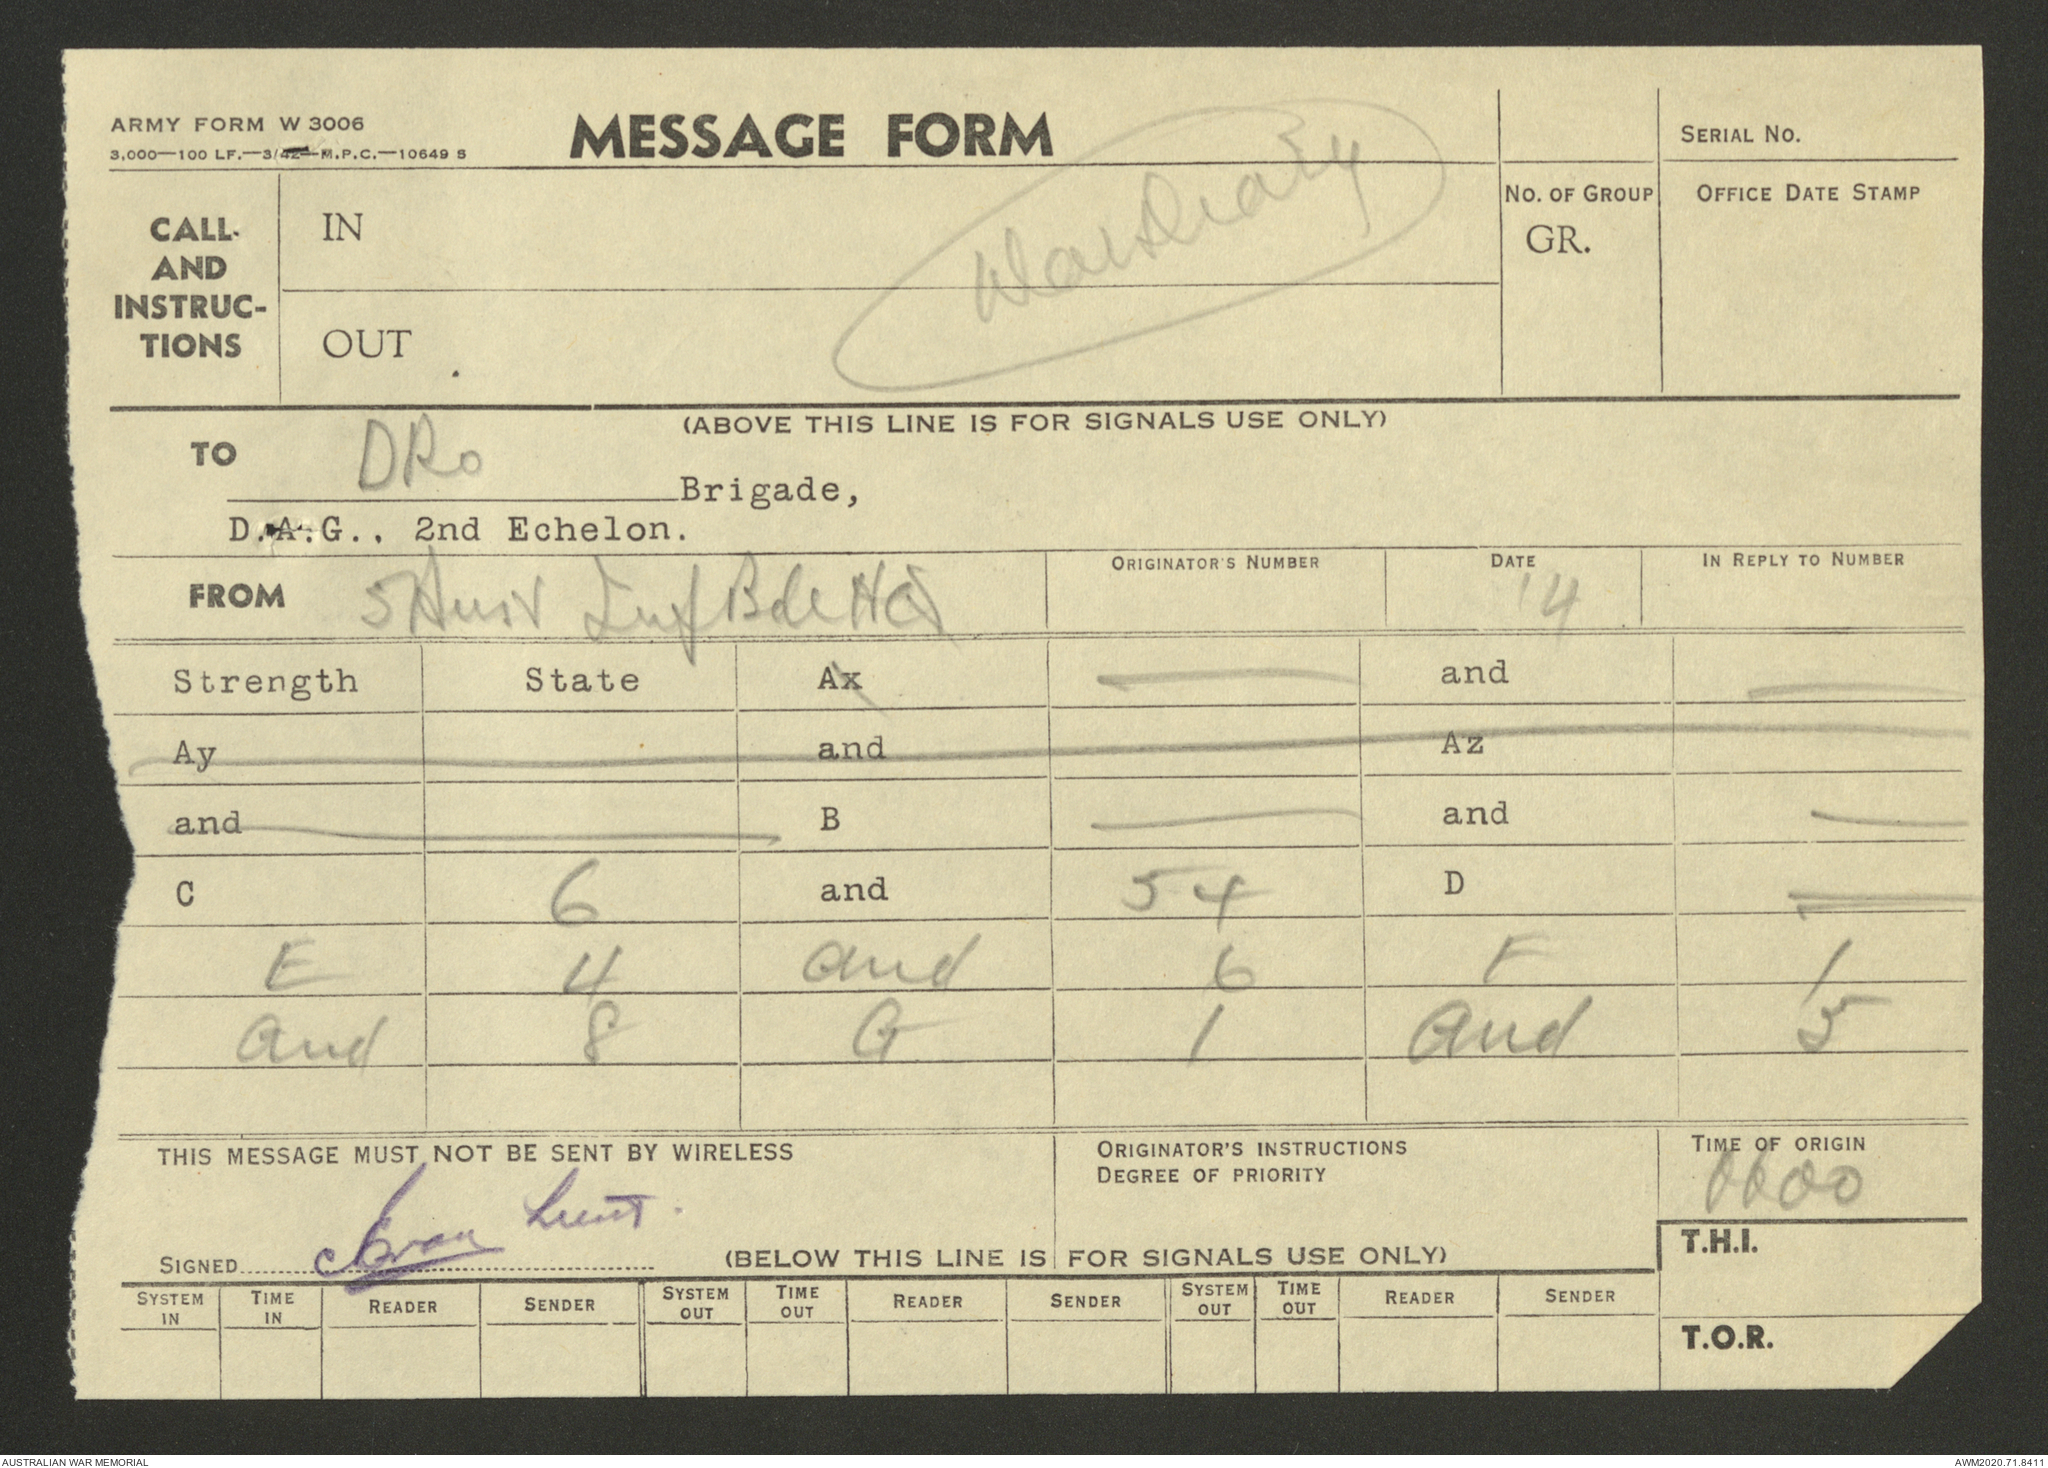 ARMY FORM W 3006
3,000—100 LF.—3/42—M.P.C.—10649 S
MESSAGE FORM
SERIAL NO.
War Diary
CALL
AND
INSTRUC-
TIONS
IN
OUT
NO. OF GROUP
GR.
OFFICE DATE STAMP
(ABOVE THIS LINE IS FOR SIGNALS USE ONLY)
TO DRo
Brigade,
D.A.G.. 2nd Echelon.
FROM 5 Aust Inf Bde HQ
ORIGINATOR'S NUMBER
DATE
14
IN REPLY TO NUMBER
Strength State Ax — and —
Ay and Az
and B — and —
C 6 and 54 D —
E 4 and 6 F 1
and 8 G 1 and 5
THIS MESSAGE MUST NOT BE SENT BY WIRELESS
ORIGINATOR'S INSTRUCTIONS
DEGREE OF PRIORITY
TIME OF ORIGIN
Lieut.
SIGNED
(BELOW THIS LINE IS FOR SIGNALS USE ONLY)
T.H.I.
SYSTEM IN TIME IN READER SENDER SYSTEM OUT TIME OUT READER SENDER SYSTEM OUT TIME OUT READER SENDER
T.O.R.
AUSTRALIAN WAR MEMORIAL
AWM2020.71.8411